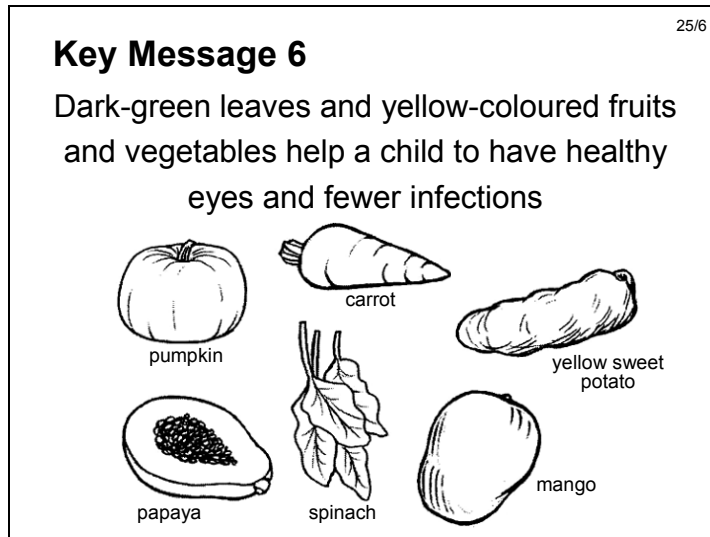 25/6
Key Message 6
Dark-green leaves and yellow-coloured fruits
and vegetables help a child to have healthy
eyes and fewer infections
carrot
pumpkin
yellow sweet
potato
papaya
spinach
mango